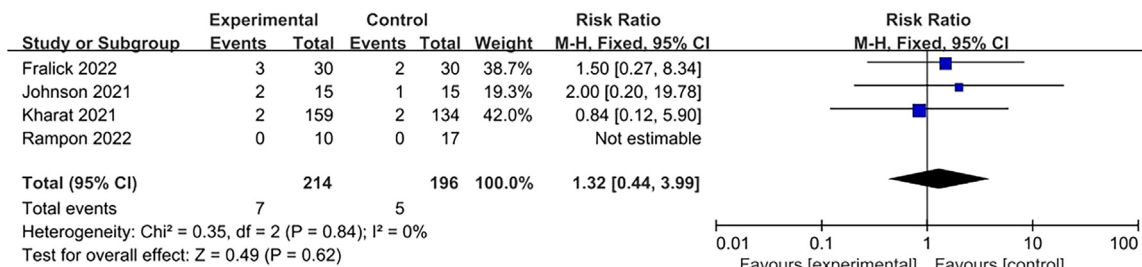 Experimental Control Risk Ratio Risk Ratio
Study or Subgroup Events Total Events Total Weight M-H, Fixed, 95% CI M-H, Fixed, 95% CI
Fralick 2022 3 30 2 30 38.7% 1.50 [0.27, 8.34]
Johnson 2021 2 15 1 15 19.3% 2.00 [0.20, 19.78]
Kharat 2021 2 159 2 134 42.0% 0.84 [0.12, 5.90]
Rampon 2022 0 10 0 17 Not estimable
Total (95% CI) 214 196 100.0% 1.32 [0.44, 3.99]
Total events 7 5
Heterogeneity: Chi² = 0.35, df = 2 (P = 0.84); I² = 0%
Test for overall effect: Z = 0.49 (P = 0.62)
0.01 0.1 1 10 100
Favours [experimental] Favours [control]